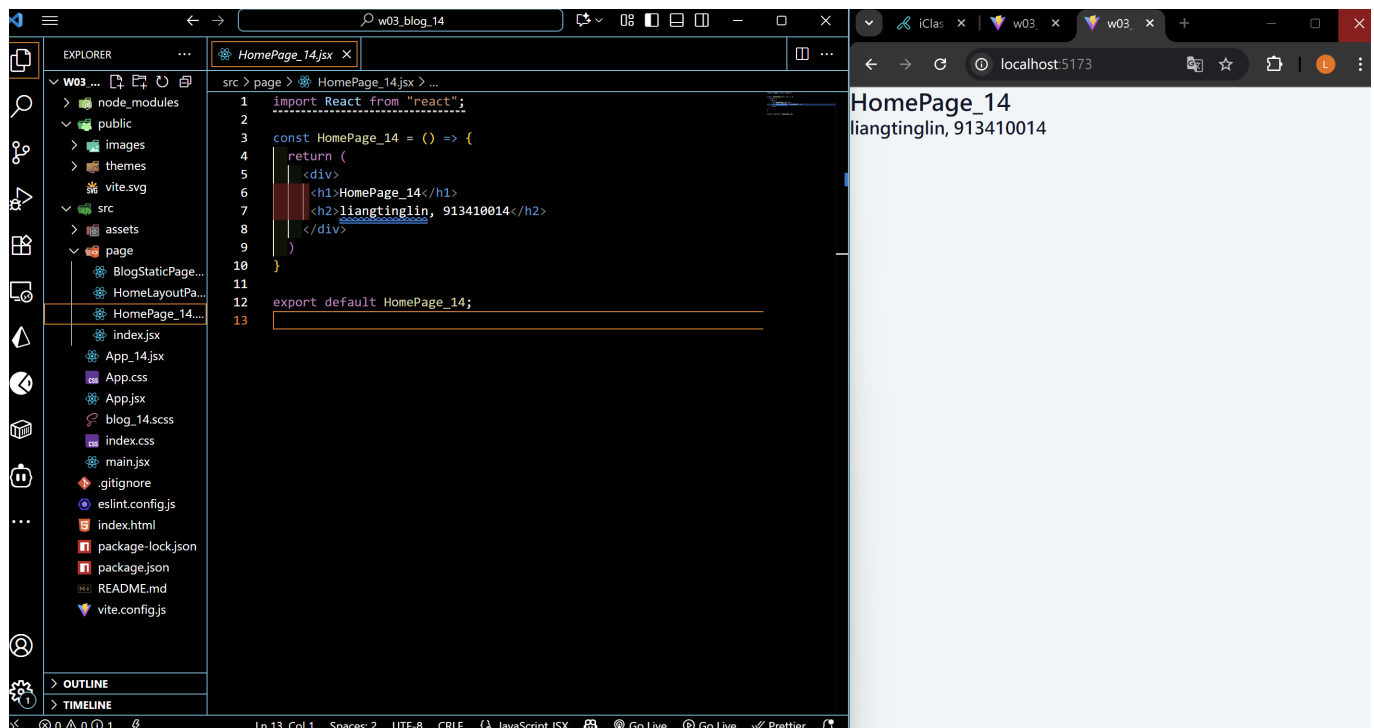 w03_blog_14
iClas
w03_
w03_
EXPLORER
HomePage_14.jsx
localhost:5173
L
W03_...
src > page > HomePage_14.jsx > ...
node_modules
public
images
themes
vite.svg
src
assets
page
BlogStaticPage...
HomeLayoutPa...
HomePage_14....
index.jsx
App_14.jsx
App.css
App.jsx
blog_14.scss
index.css
main.jsx
.gitignore
eslint.config.js
index.html
package-lock.json
package.json
README.md
vite.config.js
OUTLINE
TIMELINE
1 import React from "react";
2
3 const HomePage_14 = () => {
4 return (
5 <div>
6 <h1>HomePage_14</h1>
7 <h2>liangtinglin, 913410014</h2>
8 </div>
9 )
10 }
11
12 export default HomePage_14;
13
HomePage_14
liangtinglin, 913410014
1
0 0 0 1 Ln 13, Col 1 Spaces: 2 UTF-8 CRLF {} JavaScript JSX Go Live Go Live Prettier